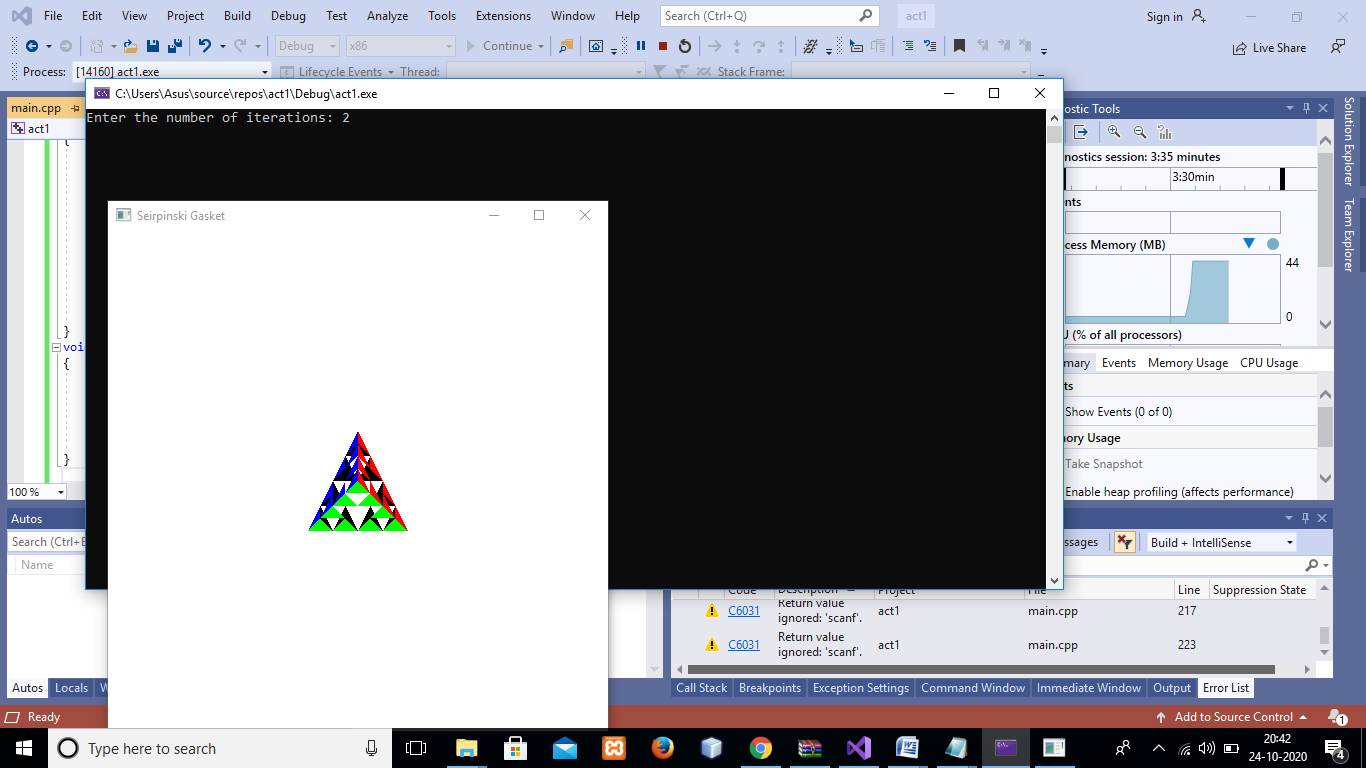 File Edit View Project Build Debug Test Analyze Tools Extensions Window Help Search (Ctrl+Q) act1 Sign in
Debug x86 Continue Live Share
Process: [14160] act1.exe Lifecycle Events Thread: Stack Frame:
C:\Users\Asus\source\repos\act1\Debug\act1.exe
main.cpp
ostic Tools
Solution Explorer
Team Explorer
Enter the number of iterations: 2
act1
nostics session: 3:35 minutes
3:30min
nts
cess Memory (MB)
44
0
(% of all processors)
Seirpinski Gasket
{
}
voi
{
}
mary Events Memory Usage CPU Usage
ts
Show Events (0 of 0)
ory Usage
Take Snapshot
Enable heap profiling (affects performance)
100 %
Autos
Search (Ctrl+E
Name
ssages Build + IntelliSense
Code Description Project File Line Suppression State
C6031 Return value ignored: 'scanf'. act1 main.cpp 217
C6031 Return value ignored: 'scanf'. act1 main.cpp 223
Autos Locals W
Call Stack Breakpoints Exception Settings Command Window Immediate Window Output Error List
Ready Add to Source Control 1
Type here to search
20:42
24-10-2020
4